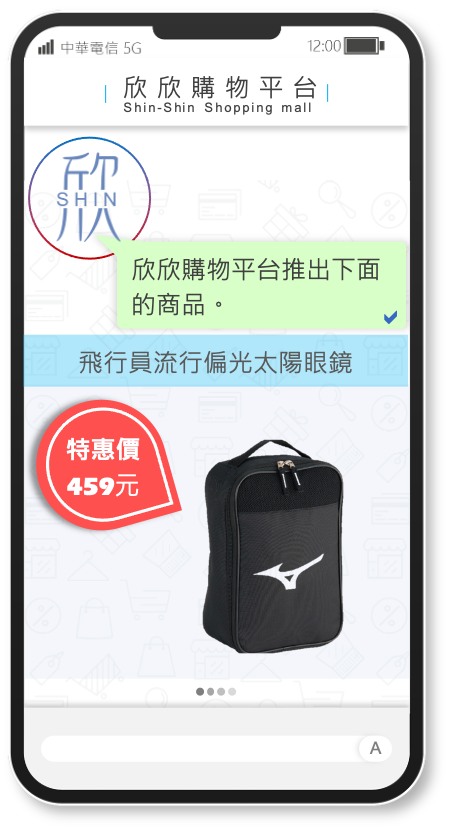 中華電信 5G 12:00
欣欣購物平台
Shin-Shin Shopping mall
欣
SHIN
欣欣購物平台推出下面
的商品。
飛行員流行偏光太陽眼鏡
特惠價
459元
A